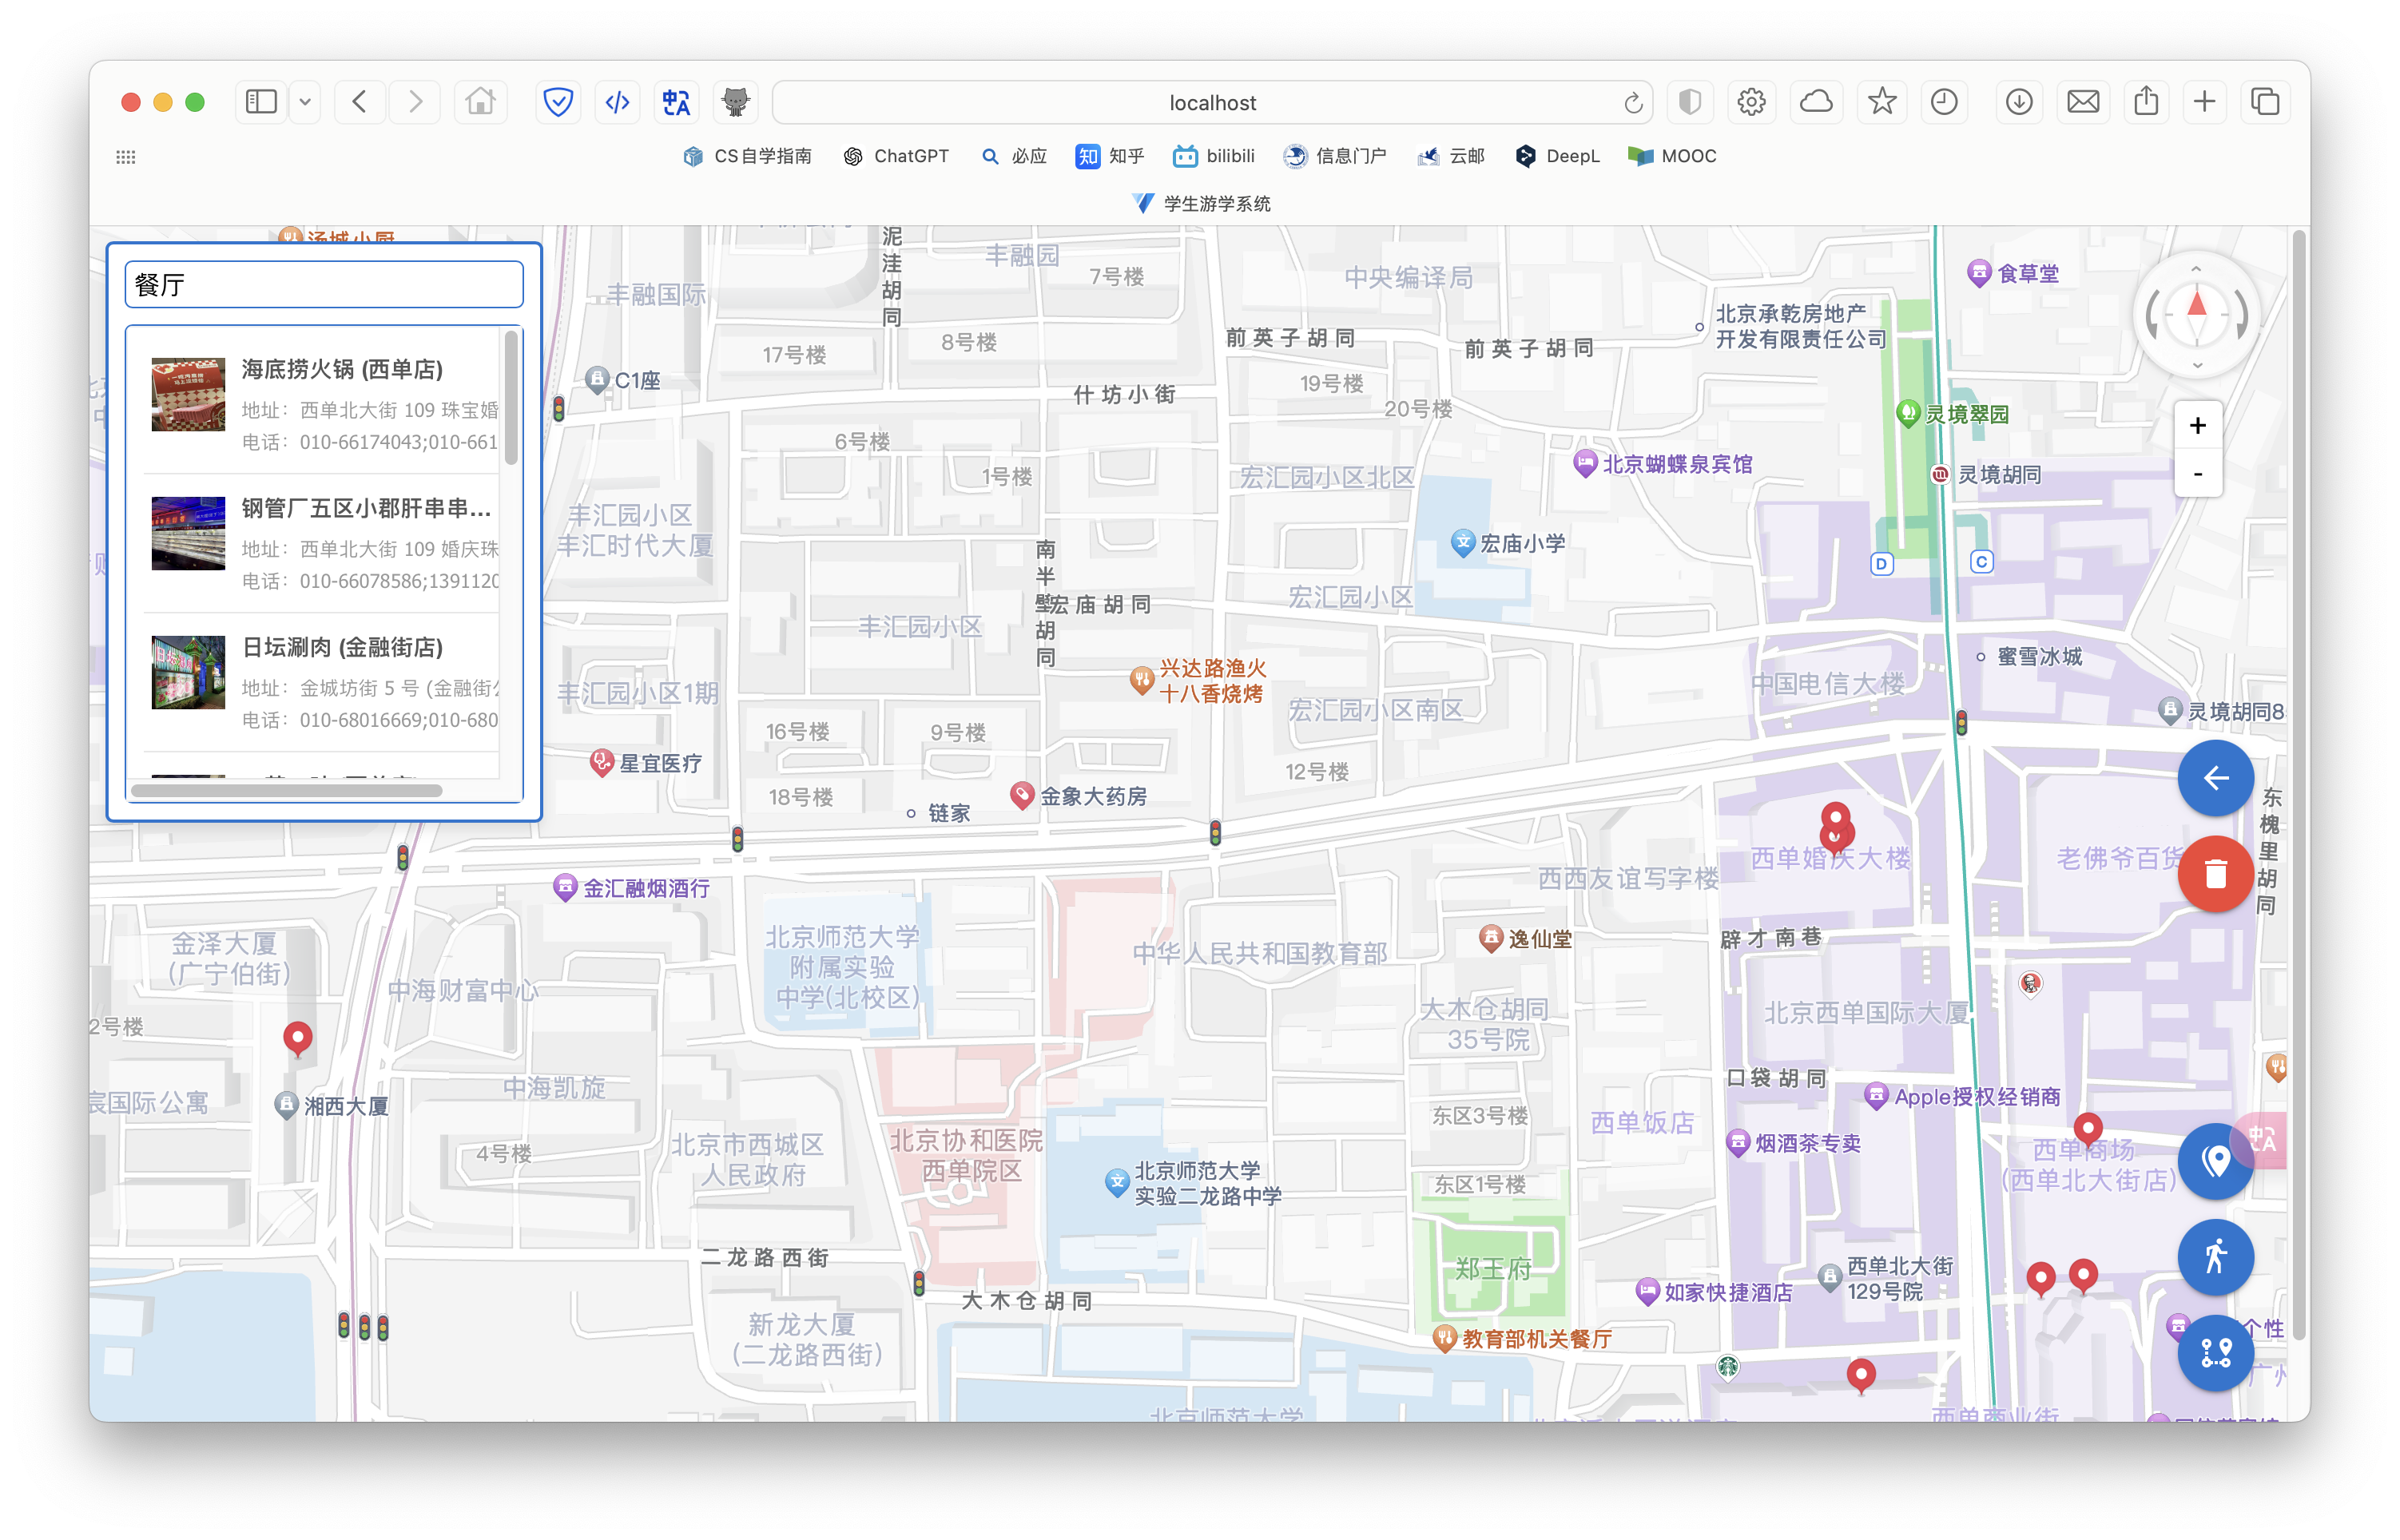 localhost
CS自学指南
ChatGPT
必应
知乎
bilibili
信息门户
云邮
DeepL
MOOC
学生游学系统
餐厅
海底捞火锅 (西单店)
地址：西单北大街 109 珠宝婚
电话：010-66174043;010-661
钢管厂五区小郡肝串串...
地址：西单北大街 109 婚庆珠
电话：010-66078586;1391120
日坛涮肉 (金融街店)
地址：金城坊街 5 号 (金融街公
电话：010-68016669;010-680
汤城小厨
泥洼胡同
丰融园
7号楼
中央编译局
食草堂
丰融国际
北京承乾房地产
开发有限责任公司
17号楼
8号楼
前英子胡同
前英子胡同
C1座
什坊小街
19号楼
20号楼
灵境翠园
+
-
6号楼
1号楼
宏汇园小区北区
北京蝴蝶泉宾馆
灵境胡同
丰汇园小区
丰汇时代大厦
宏庙小学
D
C
南半壁胡同
宏庙胡同
宏汇园小区
丰汇园小区
蜜雪冰城
兴达路渔火
十八香烧烤
丰汇园小区1期
中国电信大楼
宏汇园小区南区
灵境胡同8
16号楼
9号楼
星宜医疗
12号楼
18号楼
金象大药房
链家
东槐里胡同
西单婚庆大楼
老佛爷百货
西西友谊写字楼
金汇融烟酒行
金泽大厦
(广宁伯街)
北京师范大学
附属实验
中学(北校区)
中华人民共和国教育部
逸仙堂
辟才南巷
中海财富中心
2号楼
大木仓胡同
35号院
北京西单国际大厦
中海凯旋
口袋胡同
Apple授权经销商
宸国际公寓
湘西大厦
东区3号楼
西单饭店
烟酒茶专卖
4号楼
北京市西城区
人民政府
北京协和医院
西单院区
西单商场
(西单北大街店)
北京师范大学
实验二龙路中学
东区1号楼
二龙路西街
郑王府
西单北大街
129号院
大木仓胡同
如家快捷酒店
新龙大厦
(二龙路西街)
教育部机关餐厅
个性
北京师范大学
西单商业街